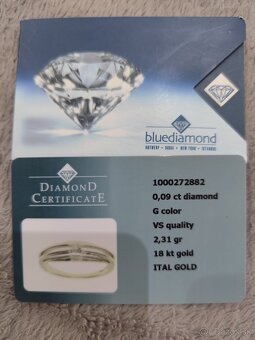 bluediamond
ANTWERP • DUBAI • NEW YORK • ISTANBUL
DIAMOND
CERTIFICATE
1000272882
0,09 ct diamond
G color
VS quality
2,31 gr
18 kt gold
ITAL GOLD